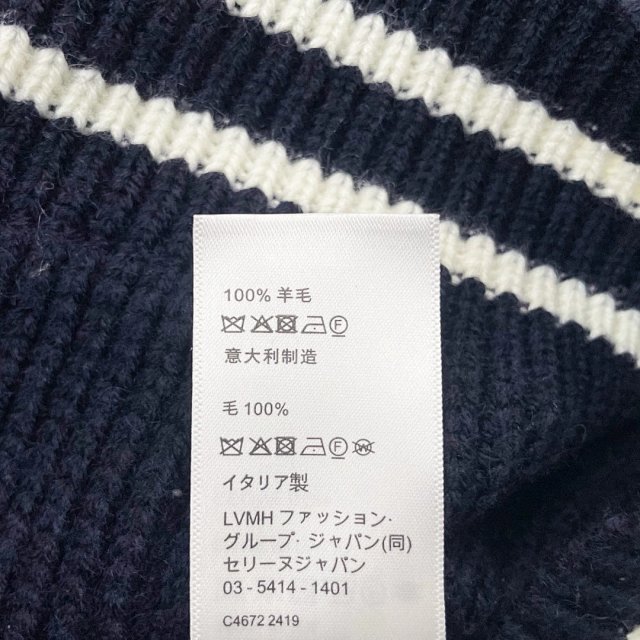 100% 羊毛
意大利制造
毛 100%
イタリア製
LVMH ファッション·
グループ· ジャパン(同)
セリーヌジャパン
03 - 5414 - 1401
C4672 2419